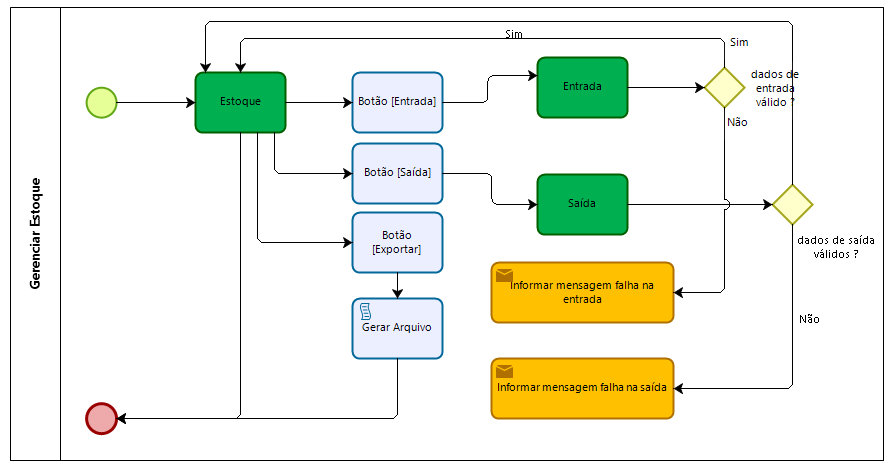 Gerenciar Estoque
Sim
Sim
Estoque
Botão [Entrada]
Entrada
dados de
entrada
válido ?
Não
Botão [Saída]
Saída
Botão
[Exportar]
dados de saída
válidos ?
Informar mensagem falha na
entrada
Gerar Arquivo
Não
Informar mensagem falha na saída